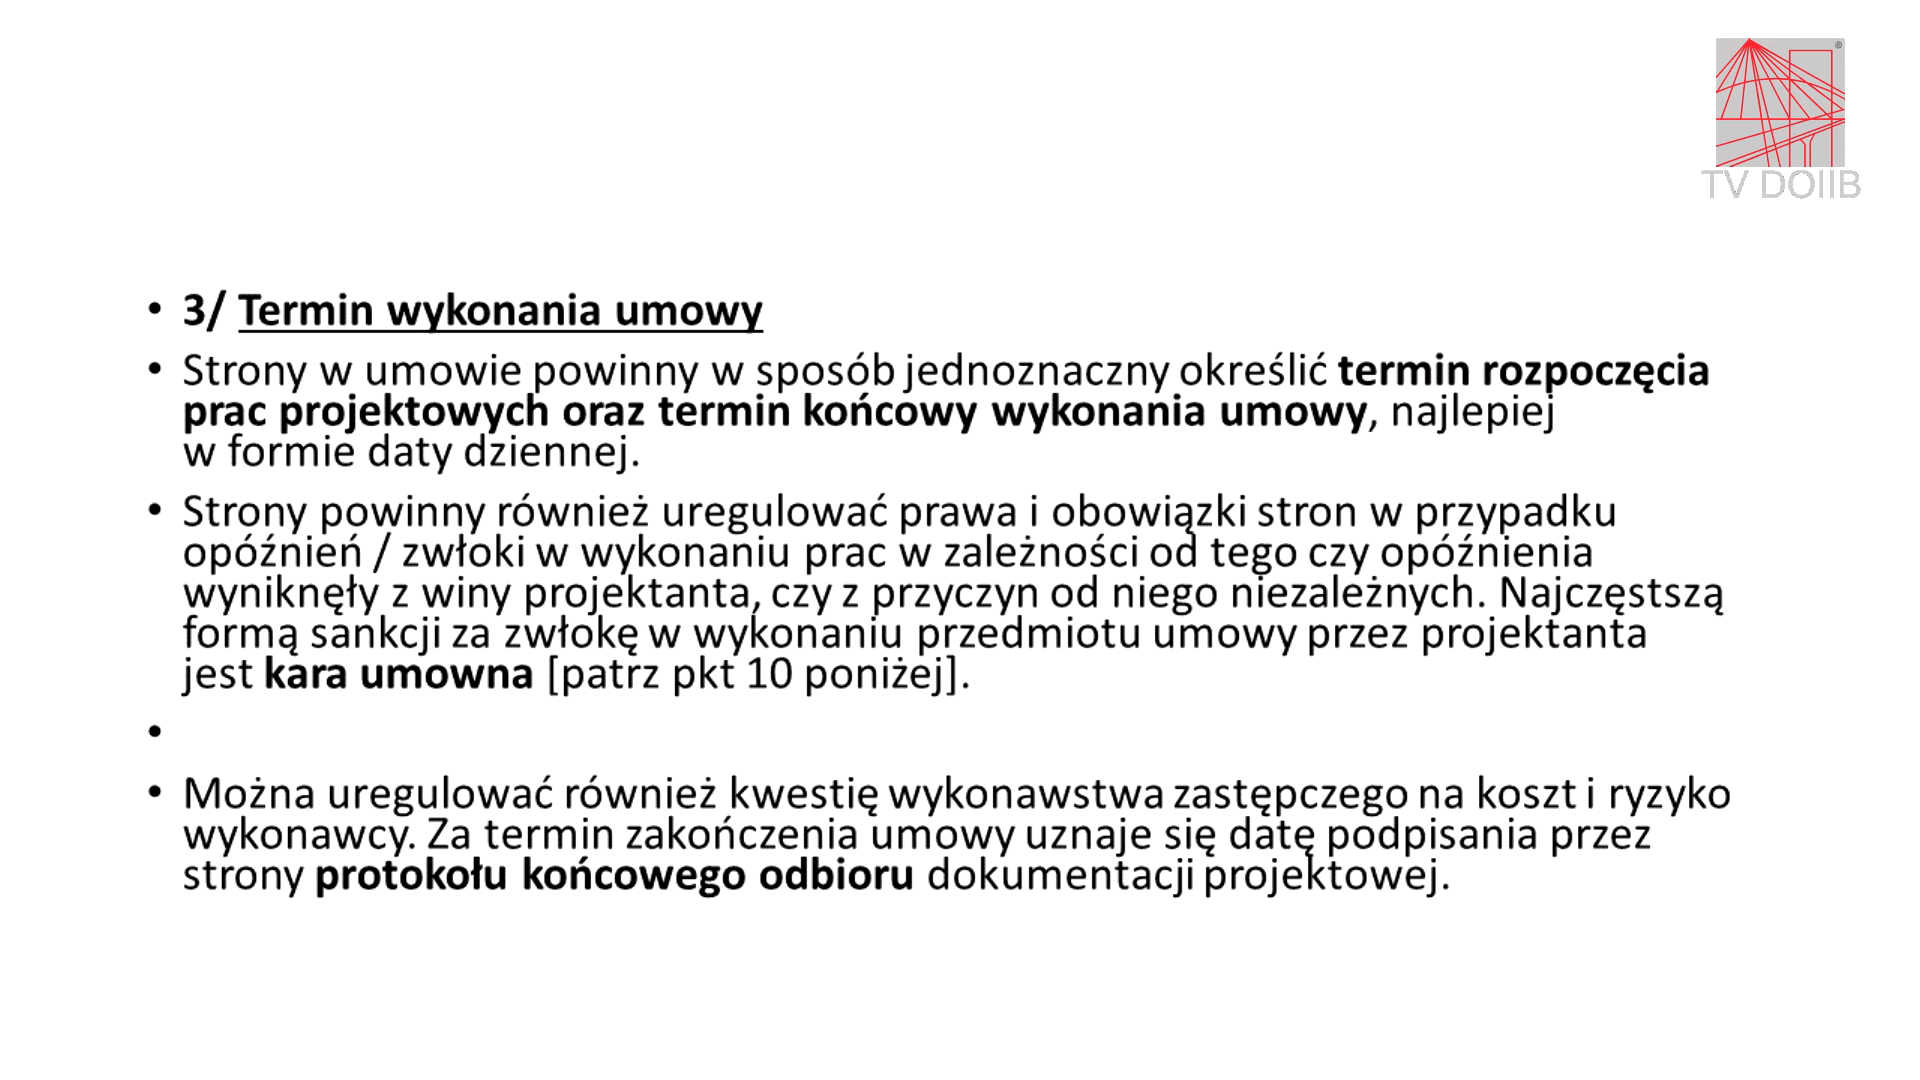 TV DOIIB
• 3/ Termin wykonania umowy
• Strony w umowie powinny w sposób jednoznaczny określić termin rozpoczęcia
prac projektowych oraz termin końcowy wykonania umowy, najlepiej
w formie daty dziennej.
• Strony powinny również uregulować prawa i obowiązki stron w przypadku
opóźnień / zwłoki w wykonaniu prac w zależności od tego czy opóźnienia
wyniknęły z winy projektanta, czy z przyczyn od niego niezależnych. Najczęstszą
formą sankcji za zwłokę w wykonaniu przedmiotu umowy przez projektanta
jest kara umowna [patrz pkt 10 poniżej].
•
• Można uregulować również kwestię wykonawstwa zastępczego na koszt i ryzyko
wykonawcy. Za termin zakończenia umowy uznaje się datę podpisania przez
strony protokołu końcowego odbioru dokumentacji projektowej.